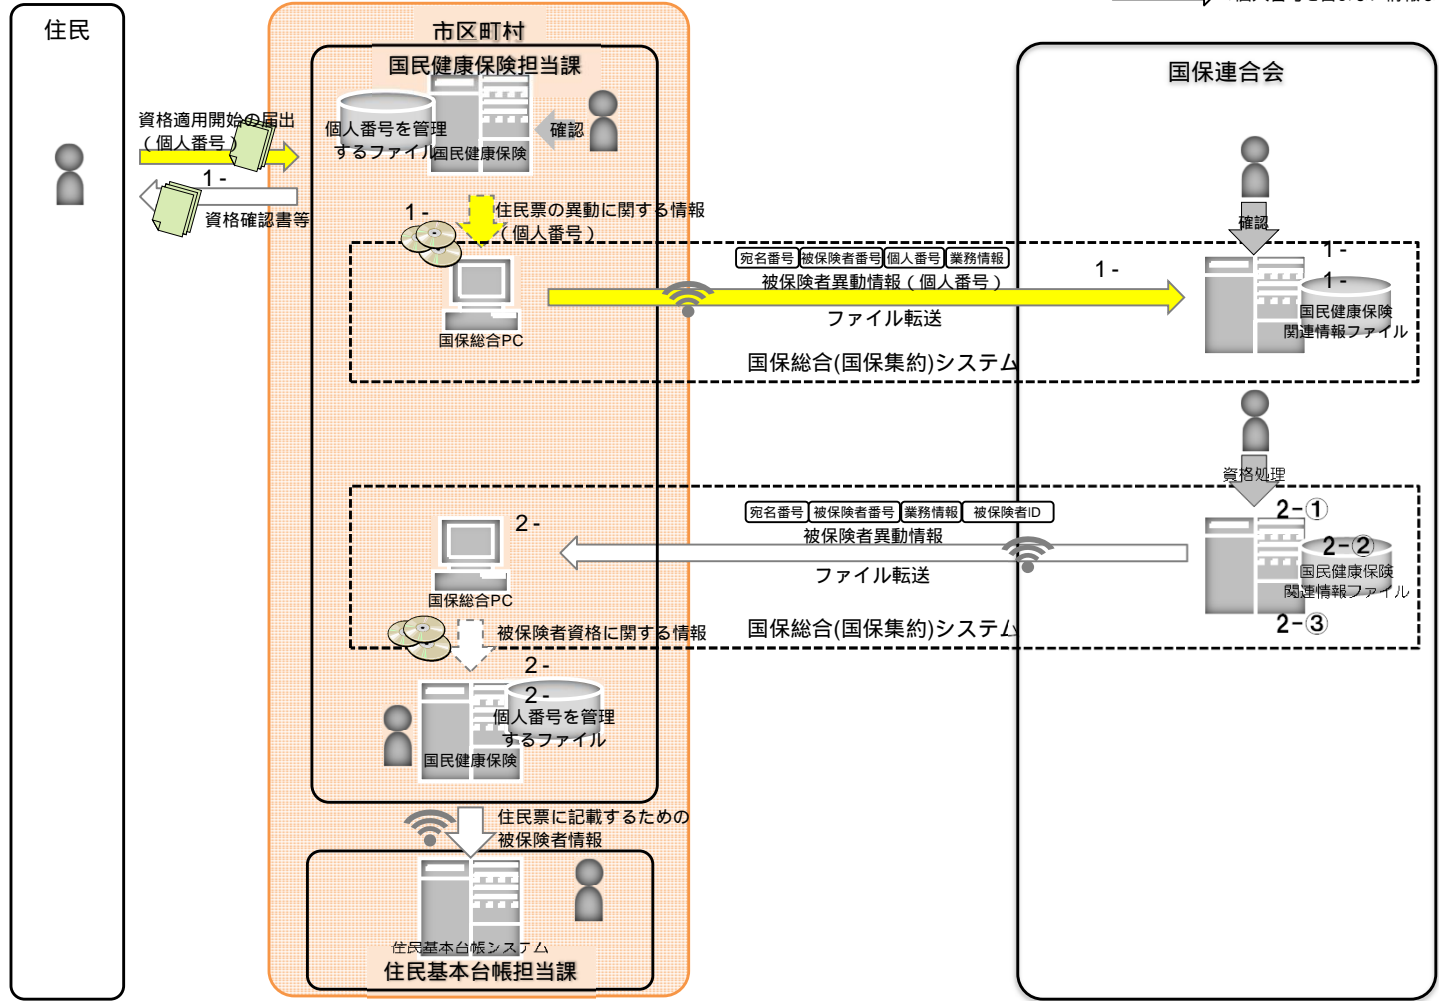 住民
市区町村
国民健康保険担当課
国保連合会
資格適用開始の届出
（個人番号）
1-
資格確認書等
個人番号を管理
するファイル
国民健康保険
確認
1-
住民票の異動に関する情報
（個人番号）
国保総合PC
宛名番号 被保険者番号 個人番号 業務情報
被保険者異動情報（個人番号）
1-
ファイル転送
国保総合(国保集約)システム
確認
1-
1-
国民健康保険
関連情報ファイル
資格処理
2-①
2-②
国民健康保険
関連情報ファイル
2-③
宛名番号 被保険者番号 業務情報 被保険者ID
被保険者異動情報
ファイル転送
国保総合(国保集約)システム
2-
国保総合PC
被保険者資格に関する情報
2-
2-
個人番号を管理
するファイル
国民健康保険
住民票に記載するための
被保険者情報
住民基本台帳システム
住民基本台帳担当課